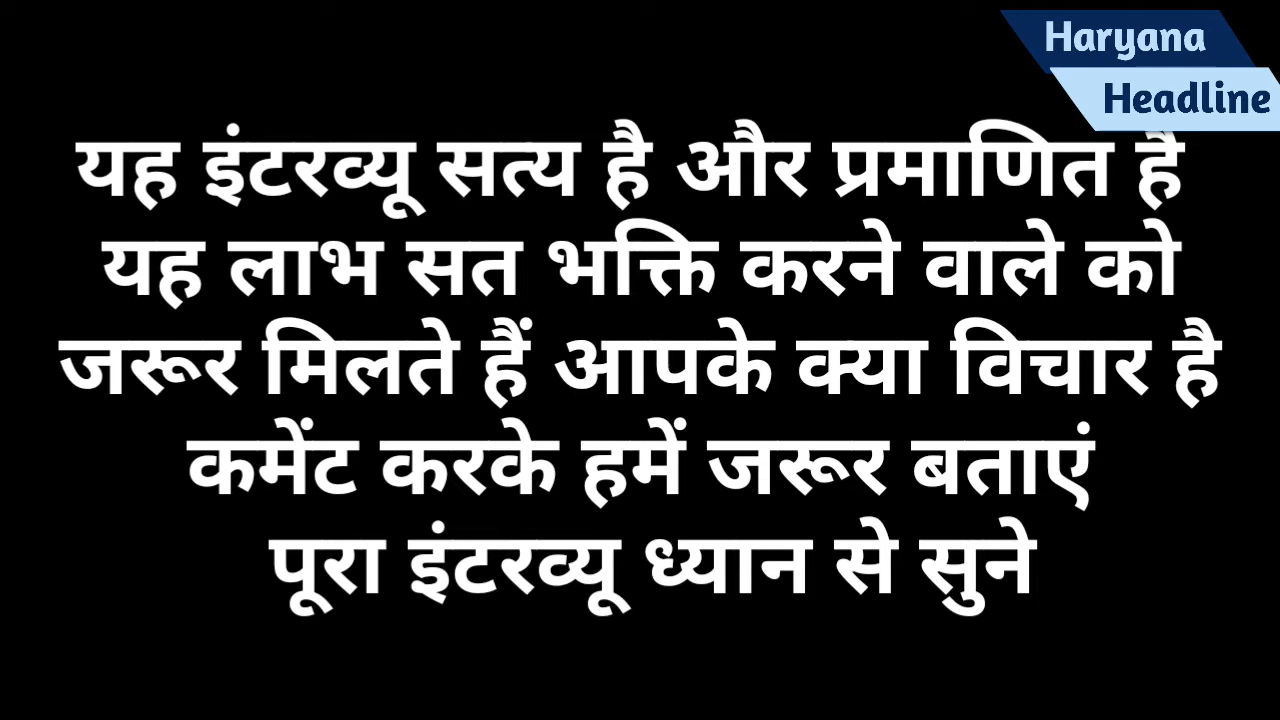 Haryana
Headline
यह इंटरव्यू सत्य है और प्रमाणित है
यह लाभ सत भक्ति करने वाले को
जरूर मिलते हैं आपके क्या विचार है
कमेंट करके हमें जरूर बताएं
पूरा इंटरव्यू ध्यान से सुने